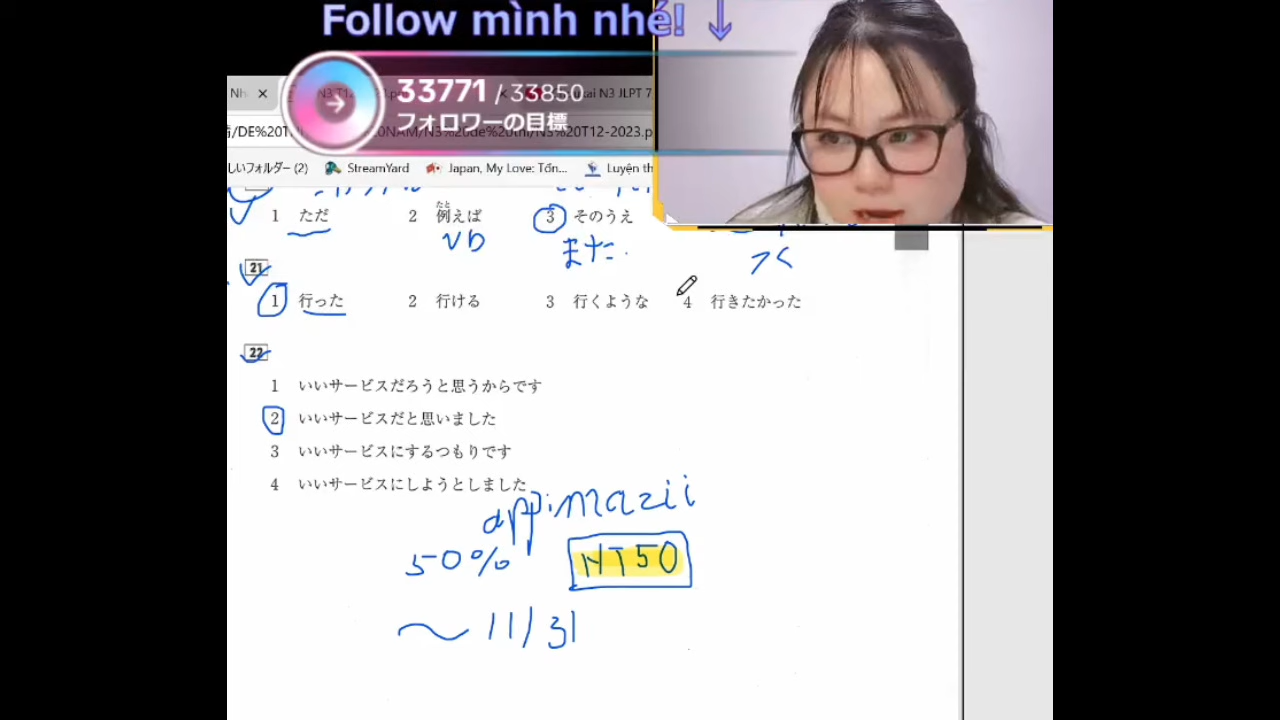 Follow mình nhé! ↓
33771 / 33850
フォロワーの目標
しいフォルダー (2) StreamYard Japan, My Love: Tổn... Luyện th
1 ただ 2 例えば 3 そのうえ
たと
VD また
21
1 行った 2 行ける 3 行くような 4 行きたかった
22
1 いいサービスだろうと思うからです
2 いいサービスだと思いました
3 いいサービスにするつもりです
4 いいサービスにしようとしました
app: mazii
50% NT50
~ 11/31